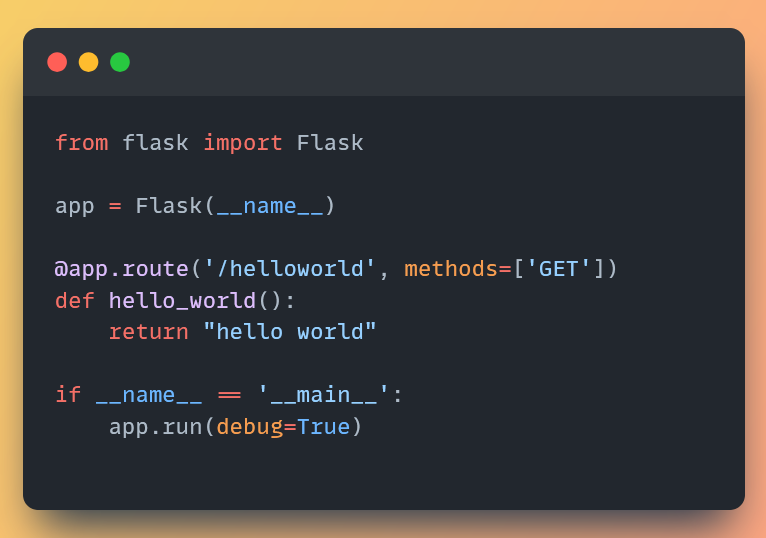 from flask import Flask
app = Flask(__name__)
@app.route('/helloworld', methods=['GET'])
def hello_world():
    return "hello world"
if __name__ == '__main__':
    app.run(debug=True)